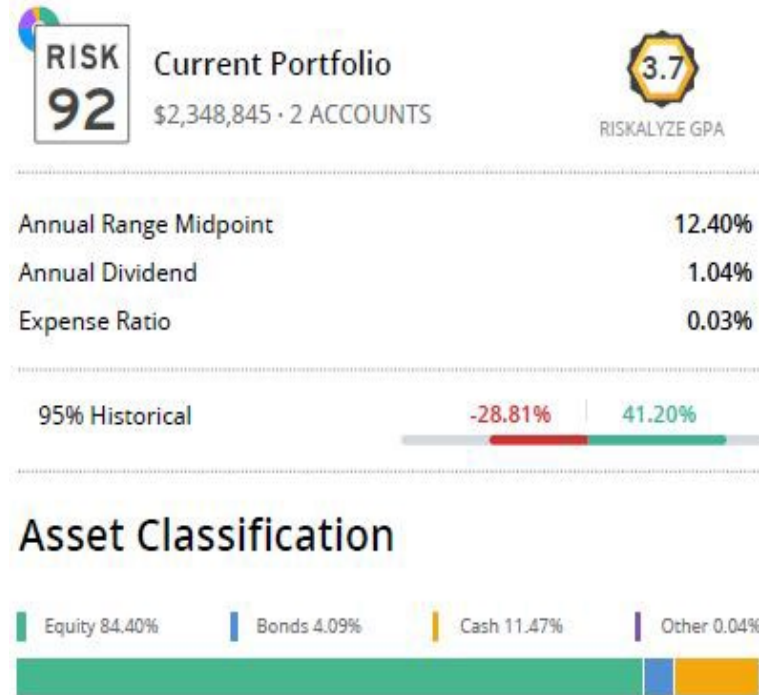 RISK
92
Current Portfolio
$2,348,845 · 2 ACCOUNTS
3.7
RISKALYZE GPA
Annual Range Midpoint 12.40%
Annual Dividend 1.04%
Expense Ratio 0.03%
95% Historical -28.81% 41.20%
Asset Classification
Equity 84.40% Bonds 4.09% Cash 11.47% Other 0.04%